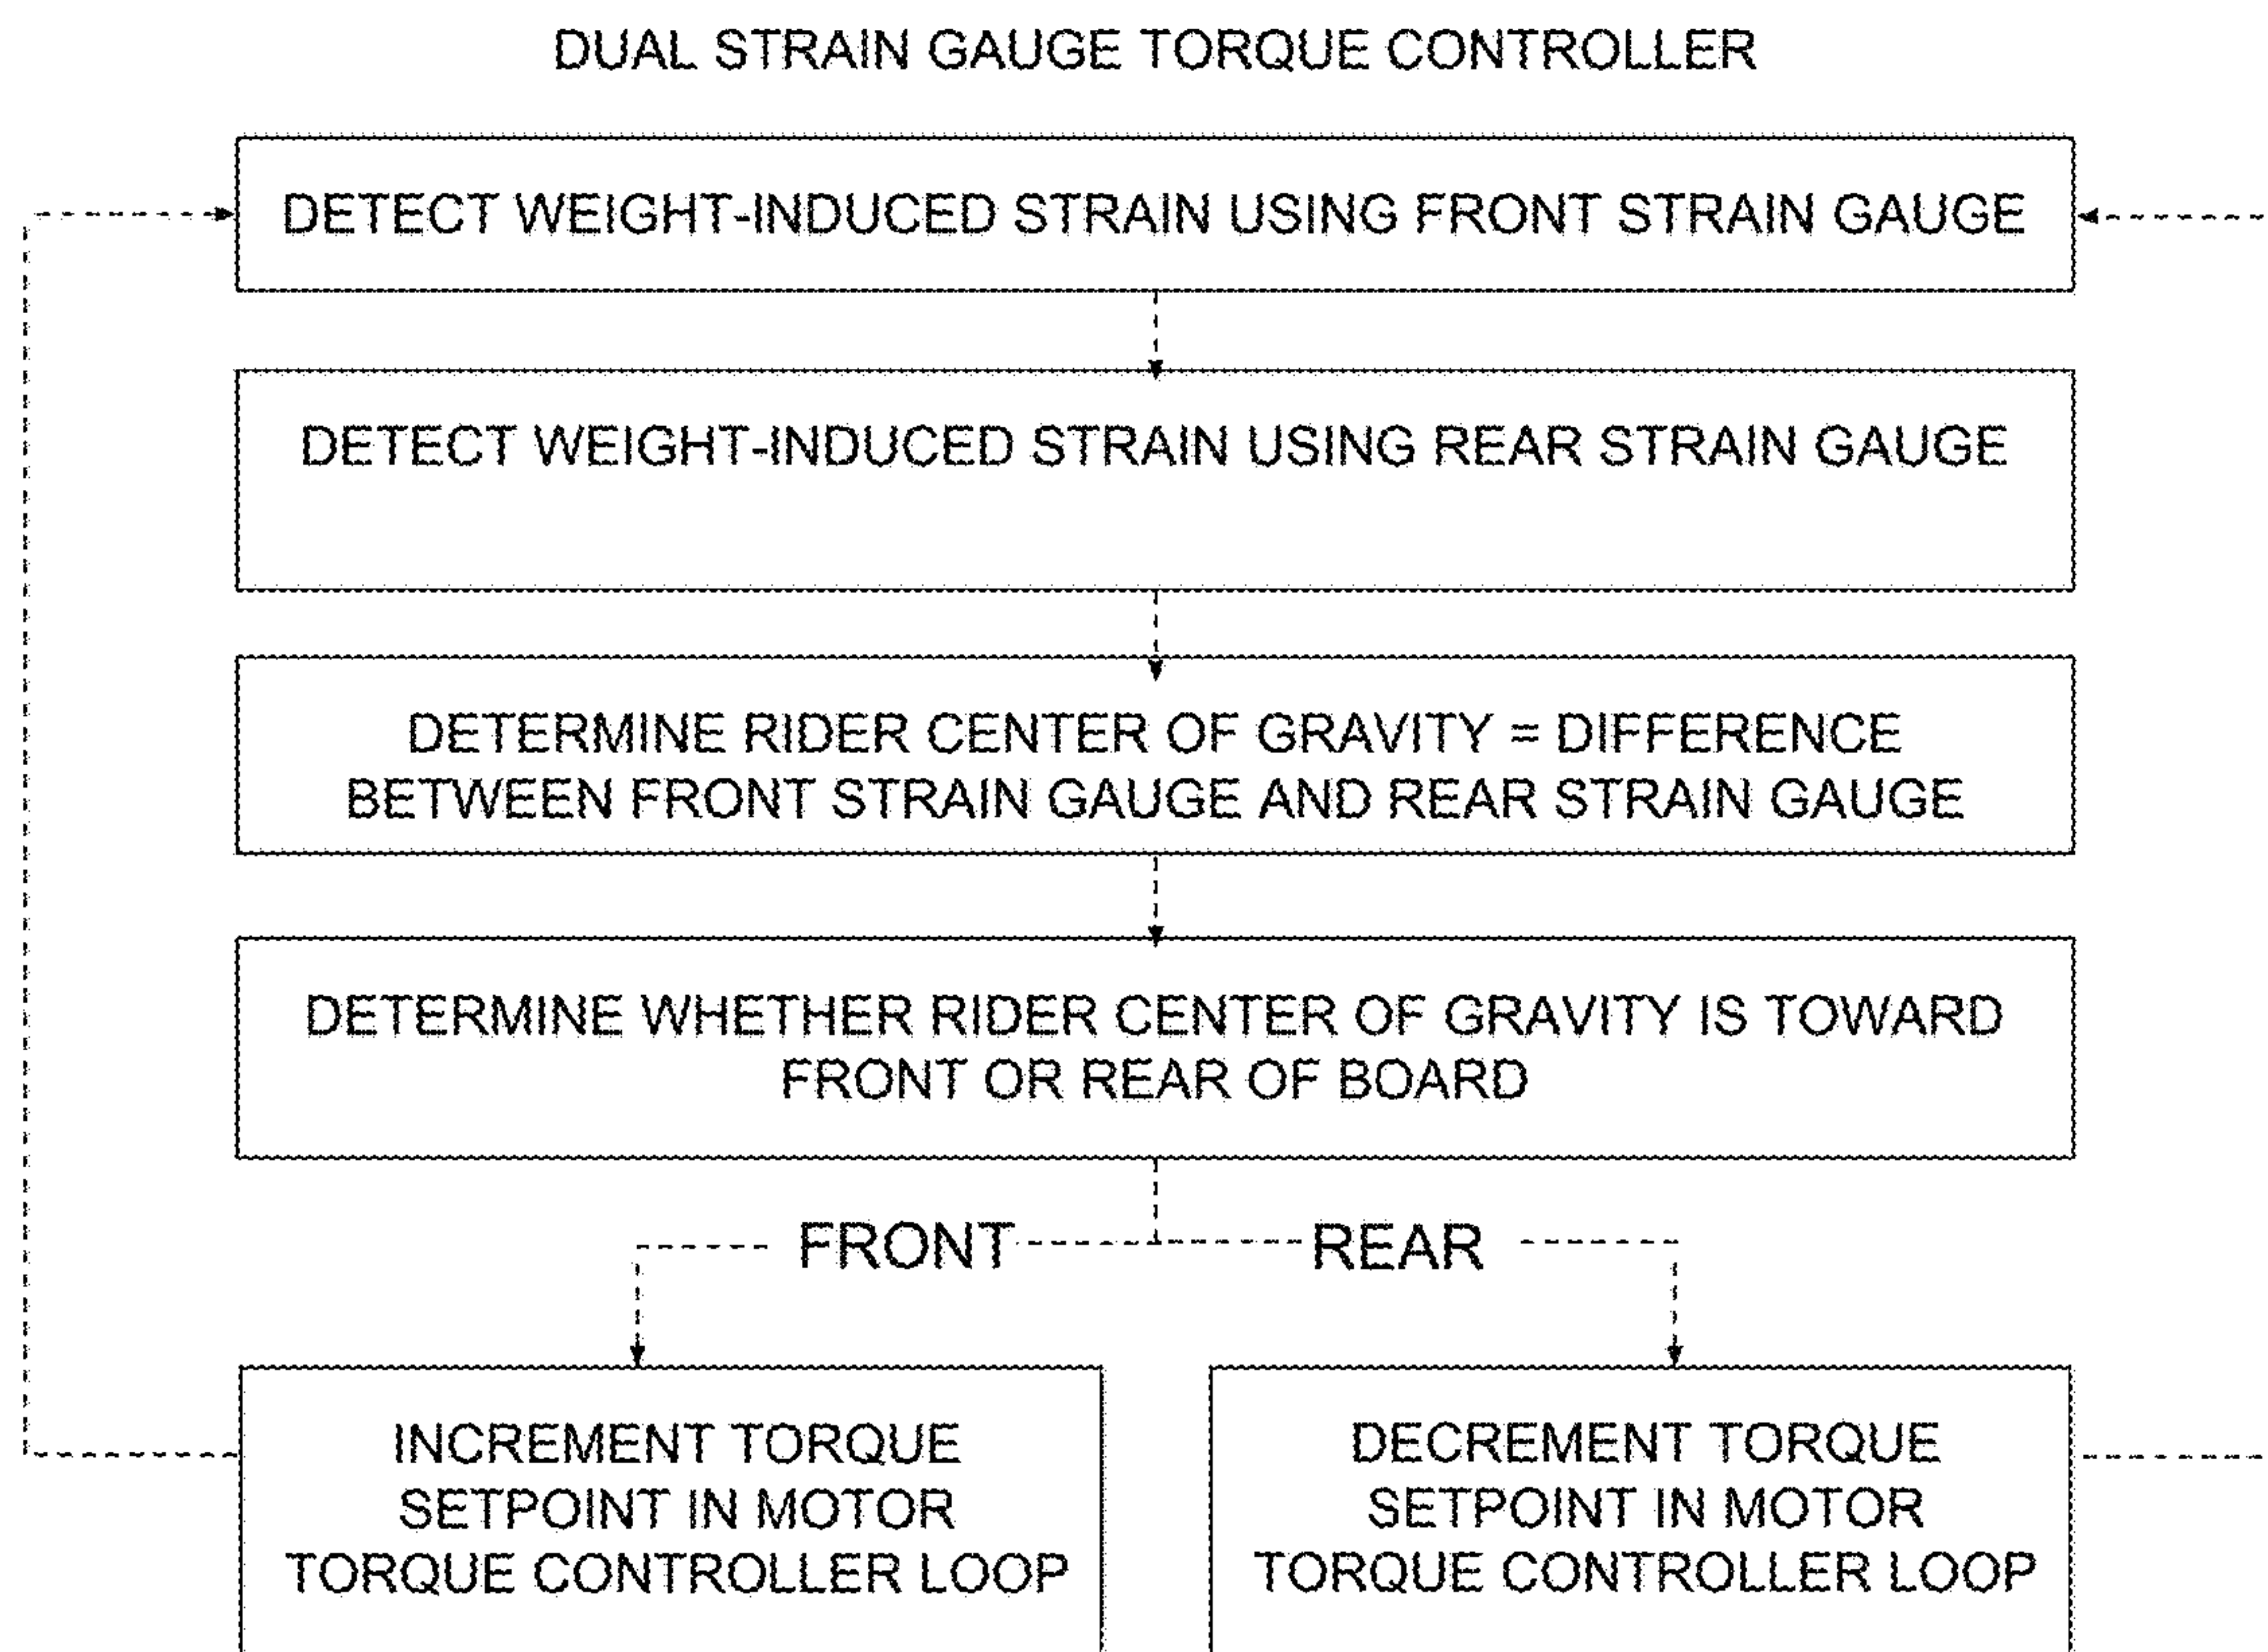 DUAL STRAIN GAUGE TORQUE CONTROLLER
DETECT WEIGHT-INDUCED STRAIN USING FRONT STRAIN GAUGE
DETECT WEIGHT-INDUCED STRAIN USING REAR STRAIN GAUGE
DETERMINE RIDER CENTER OF GRAVITY = DIFFERENCE
BETWEEN FRONT STRAIN GAUGE AND REAR STRAIN GAUGE
DETERMINE WHETHER RIDER CENTER OF GRAVITY IS TOWARD
FRONT OR REAR OF BOARD
FRONT
REAR
INCREMENT TORQUE
SETPOINT IN MOTOR
TORQUE CONTROLLER LOOP
DECREMENT TORQUE
SETPOINT IN MOTOR
TORQUE CONTROLLER LOOP